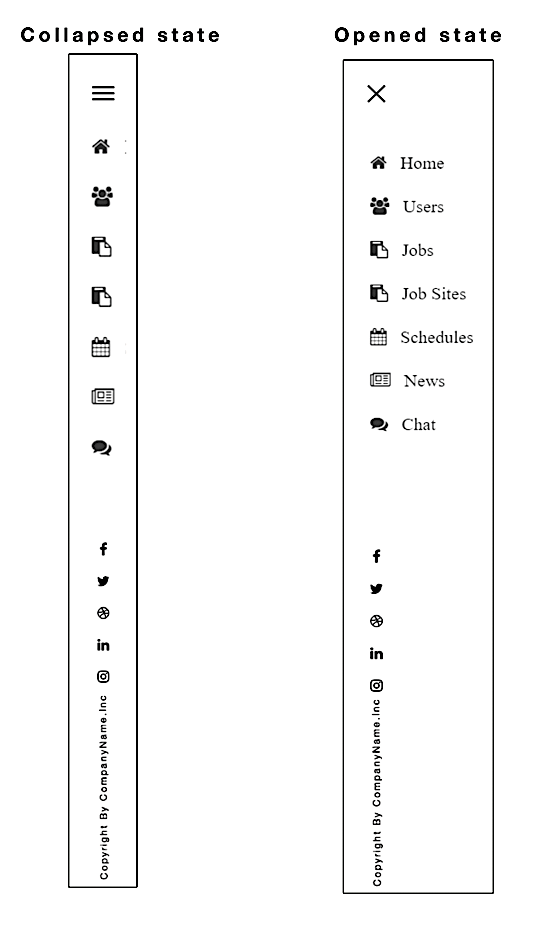 Collapsed state
Copyright By CompanyName.Inc
Opened state
Home
Users
Jobs
Job Sites
Schedules
News
Chat
Copyright By CompanyName.Inc